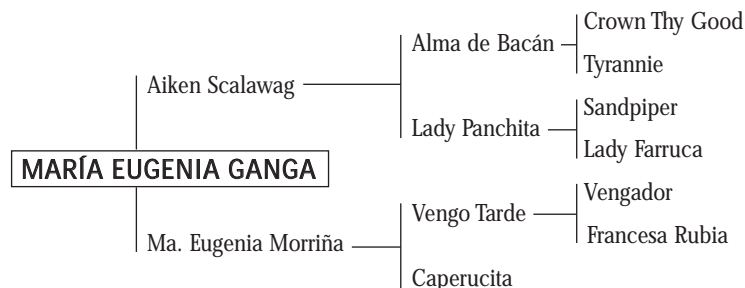 Crown Thy Good
Alma de Bacán
Tyrannie
Aiken Scalawag
Sandpiper
Lady Panchita
Lady Farruca
MARÍA EUGENIA GANGA
Vengador
Vengo Tarde
Francesa Rubia
Ma. Eugenia Morriña
Caperucita